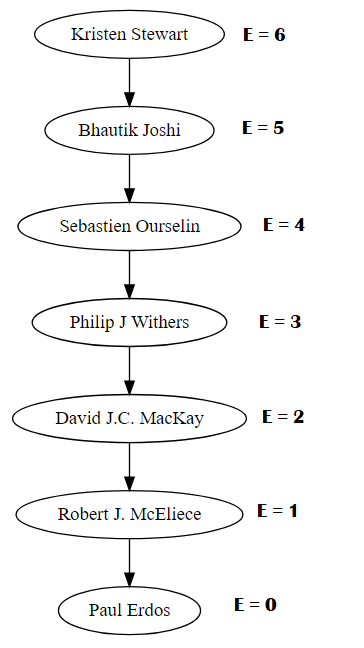 Kristen Stewart E = 6
Bhautik Joshi E = 5
Sebastien Ourselin E = 4
Philip J Withers E = 3
David J.C. MacKay E = 2
Robert J. McEliece E = 1
Paul Erdos E = 0